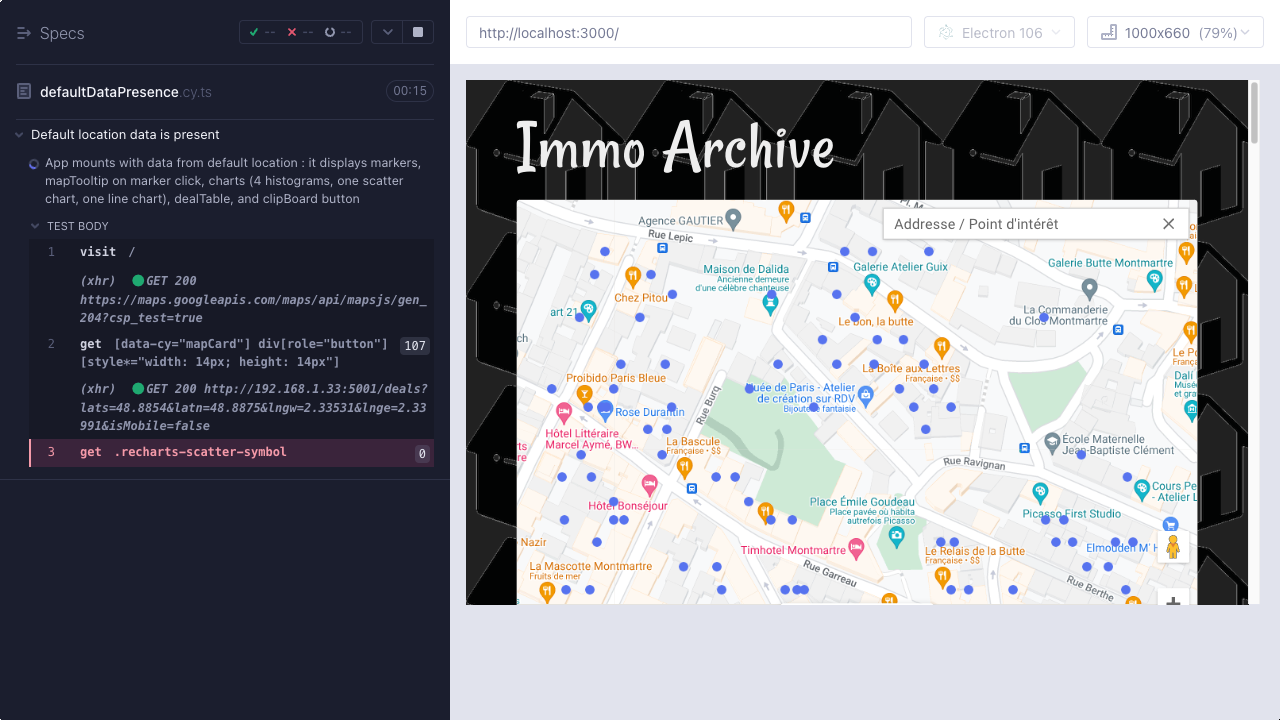 Specs
--
--
--
http://localhost:3000/
Electron 106
1000x660 (79%)
defaultDataPresence.cy.ts
00:15
Default location data is present
App mounts with data from default location : it displays markers,
mapTooltip on marker click, charts (4 histograms, one scatter
chart, one line chart), dealTable, and clipBoard button
TEST BODY
1 visit /
(xhr) GET 200
https://maps.googleapis.com/maps/api/mapsjs/gen_
204?csp_test=true
2 get [data-cy="mapCard"] div[role="button"] 107
[style*="width: 14px; height: 14px"]
(xhr) GET 200 http://192.168.1.33:5001/deals?
lats=48.8854&latn=48.8875&lngw=2.33531&lnge=2.33
991&isMobile=false
3 get .recharts-scatter-symbol 0
Immo Archive
Addresse / Point d'intérêt
Agence GAUTIER
Rue Lepic
Maison de Dalida
Ancienne demeure
d'une célèbre chanteuse
Galerie Atelier Guix
Galerie Butte Montmartre
Chez Pitou
art 21
Le bon, la butte
La Commanderie
du Clos Montmartre
ch
La Boîte aux Lettres
Française • $$
Proibido Paris Bleue
Musée de Paris - Atelier
de création sur RDV
Bijouterie fantaisie
Le Po
França
Dalí
Musée
et gra
Rue Burq
Rose Durantin
Hôtel Littéraire
Marcel Aymé, BW...
rts
re
La Bascule
Française • $$
École Maternelle
Jean-Baptiste Clément
Rue Ravignan
Hôtel Bonséjour
Place Émile Goudeau
Place pavée où habita
autrefois Picasso
Picasso First Studio
Cours Pe
- Atelier L
Nazir
Timhotel Montmartre
Le Relais de la Butte
Française • $$
Elmoudden M' H
La Mascotte Montmartre
Fruits de mer
Rue Garreau
Rue Berthe